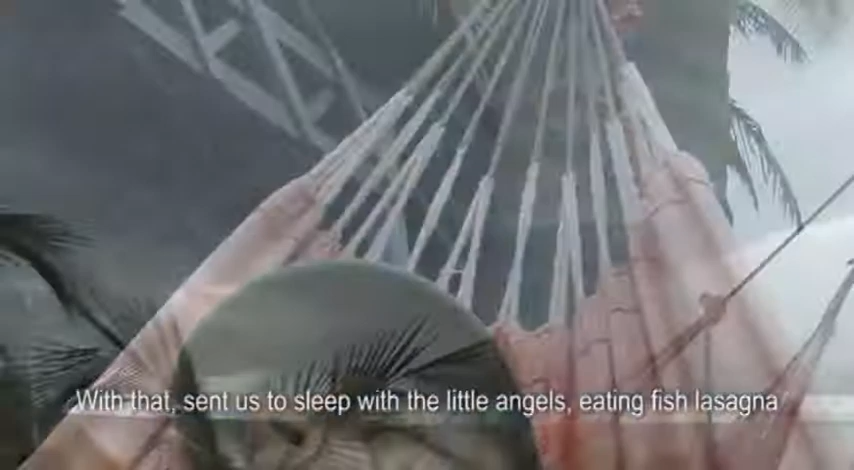 With that, sent us to sleep with the little angels, eating fish lasagna